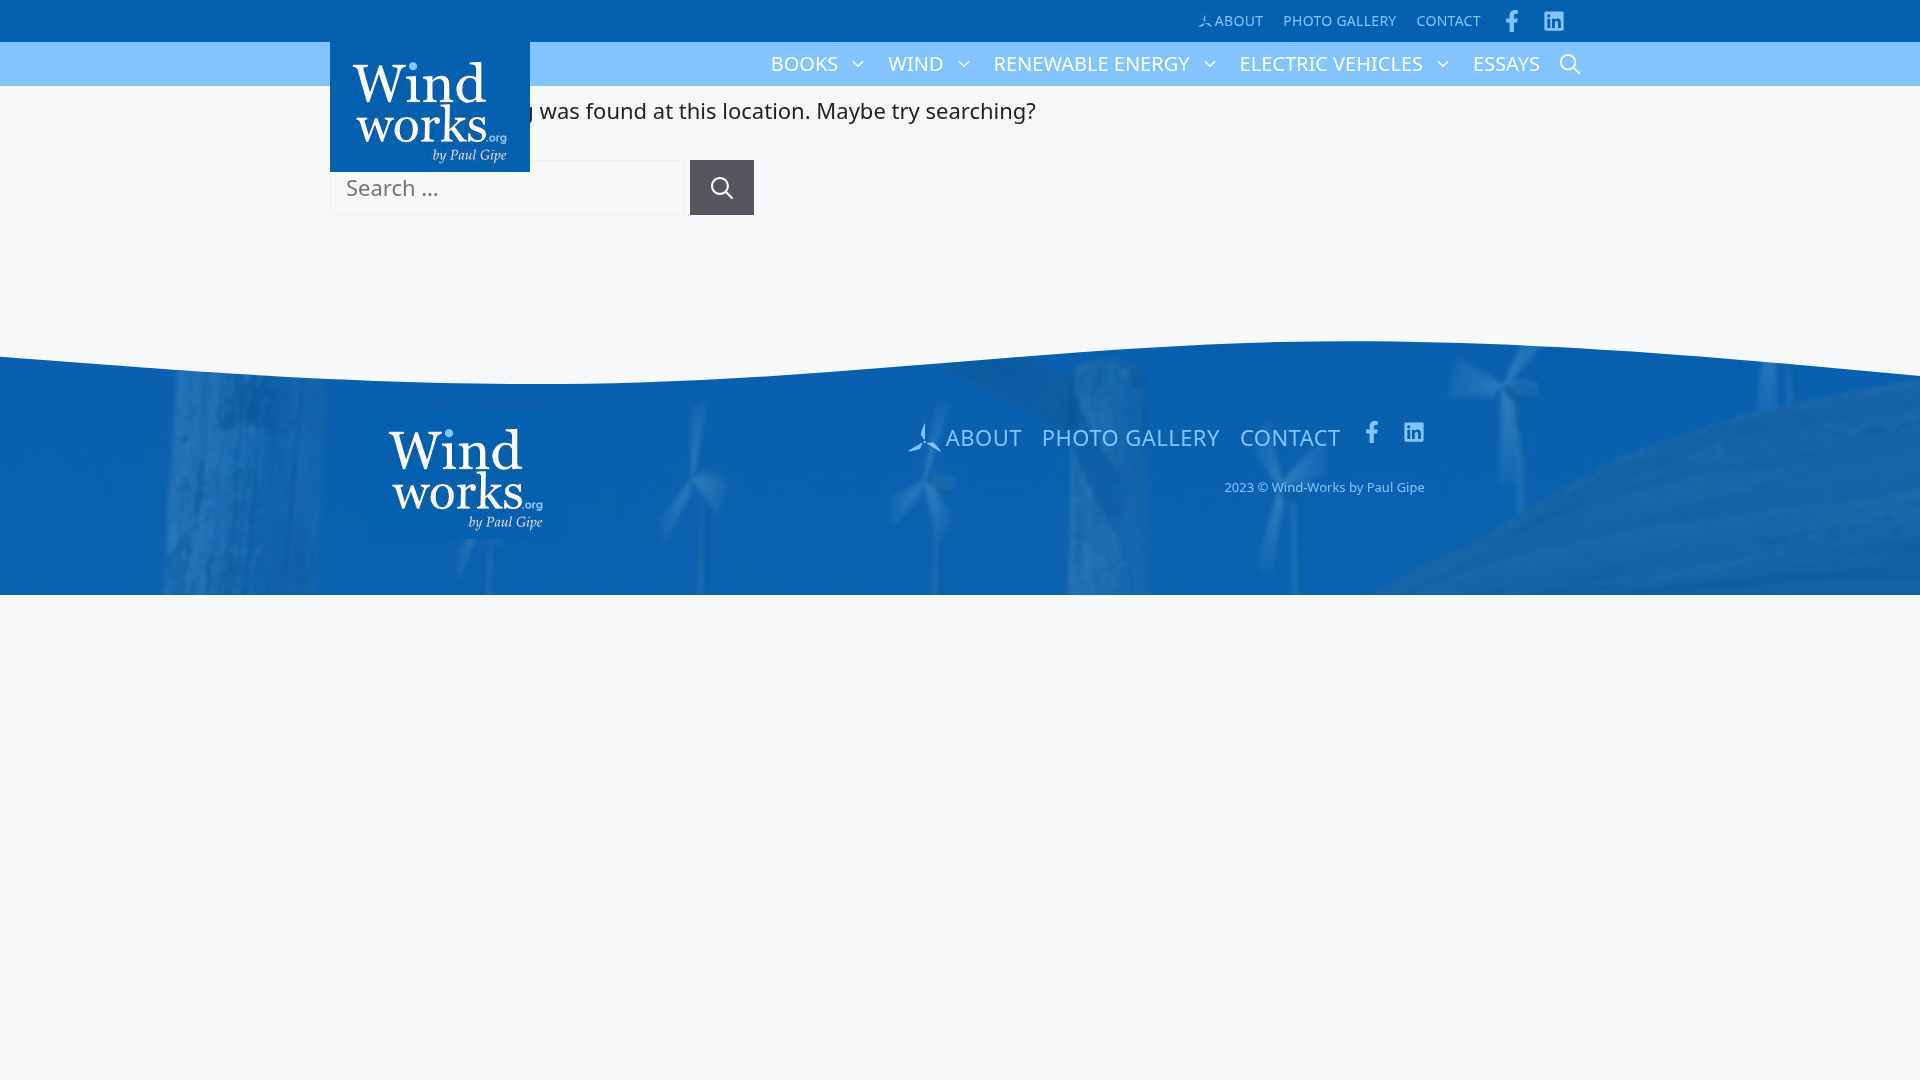 ABOUT PHOTO GALLERY CONTACT
Wind
works.org
by Paul Gipe
BOOKS WIND RENEWABLE ENERGY ELECTRIC VEHICLES ESSAYS
was found at this location. Maybe try searching?
Search …
Wind
works.org
by Paul Gipe
ABOUT PHOTO GALLERY CONTACT
2023 © Wind-Works by Paul Gipe